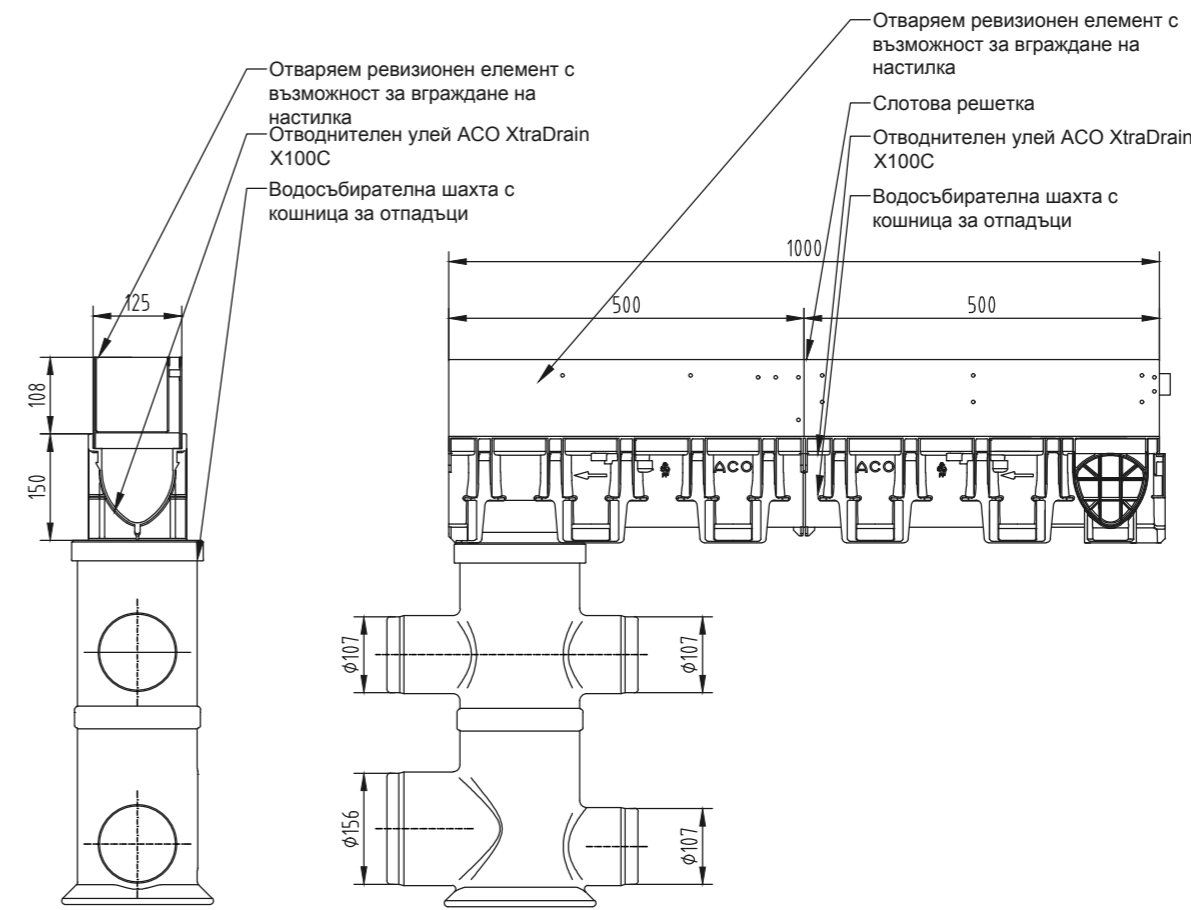 Отваряем ревизионен елемент с
възможност за вграждане на
настилка
Отводнителен улей ACO XtraDrain
X100C
Водосъбирателна шахта с
кошница за отпадъци
Отваряем ревизионен елемент с
възможност за вграждане на
настилка
Слотова решетка
Отводнителен улей ACO XtraDrain
X100C
Водосъбирателна шахта с
кошница за отпадъци
1000
500
500
125
108
150
ACO
ACO
ϕ107
ϕ107
ϕ156
ϕ107